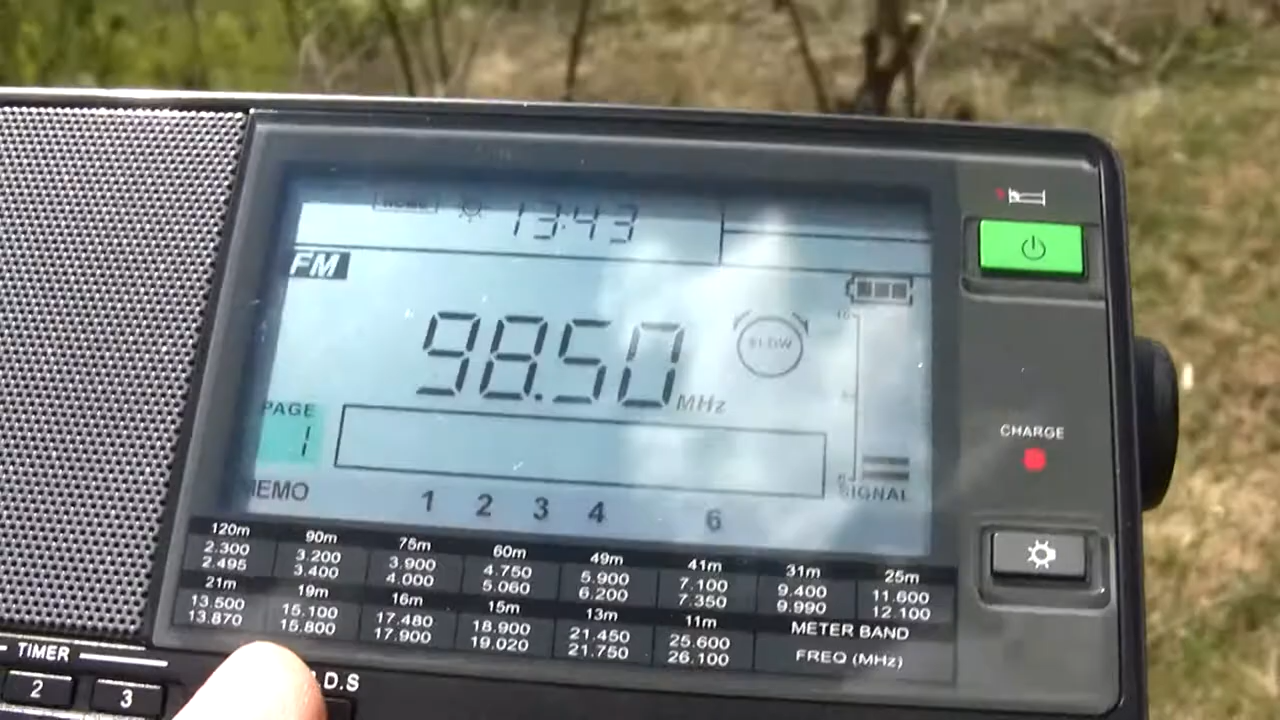 HOME 13:43
FM
98.50 MHz
SLOW
10
PAGE
1
SIGNAL
MEMO 1 2 3 4 6
CHARGE
120m 90m 75m 60m 49m 41m 31m 25m
2.300 3.200 3.900 4.750 5.900 7.100 9.400 11.600
2.495 3.400 4.000 5.060 6.200 7.350 9.990 12.100
21m 19m 16m 15m 13m 11m METER BAND
13.500 15.100 17.480 18.900 21.450 25.600 FREQ (MHz)
13.870 15.800 17.900 19.020 21.750 26.100
TIMER
2 3
.D.S